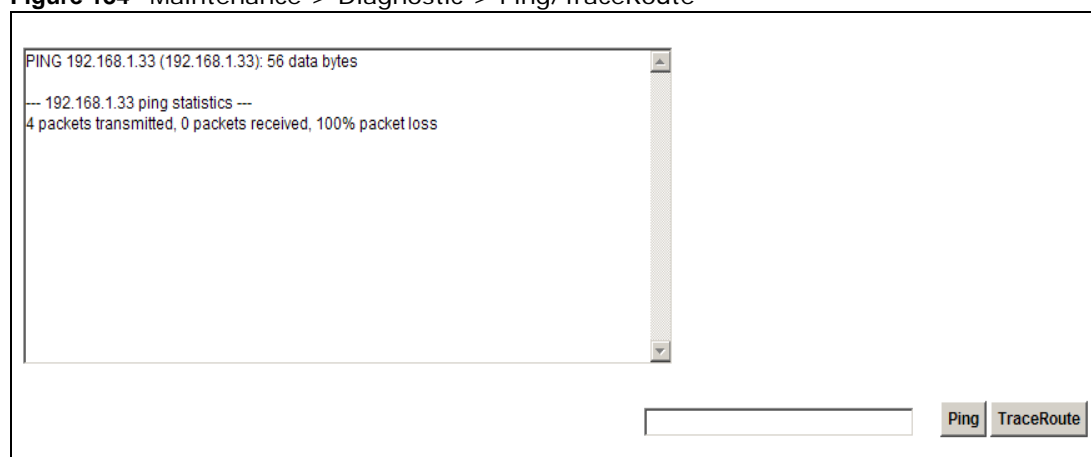 Figure 184 Maintenance > Diagnostic > Ping/TraceRoute
PING 192.168.1.33 (192.168.1.33): 56 data bytes
--- 192.168.1.33 ping statistics ---
4 packets transmitted, 0 packets received, 100% packet loss
Ping TraceRoute